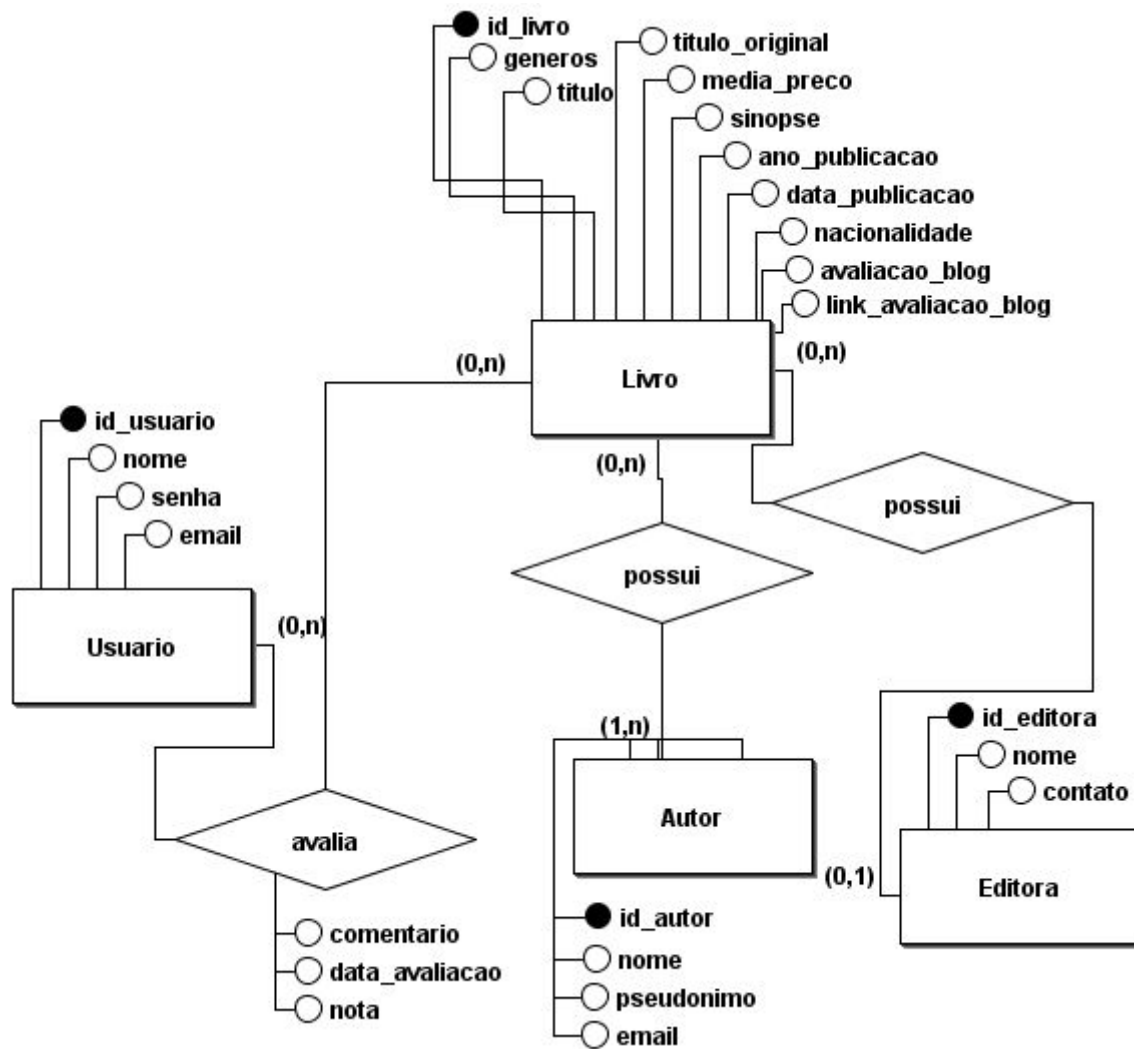 id_livro
generos
titulo
titulo_original
media_preco
sinopse
ano_publicacao
data_publicacao
nacionalidade
avaliacao_blog
link_avaliacao_blog
(0,n)
Livro
(0,n)
(0,n)
id_usuario
nome
senha
email
Usuario
(0,n)
possui
possui
avalia
comentario
data_avaliacao
nota
(1,n)
Autor
id_autor
nome
pseudonimo
email
id_editora
nome
contato
(0,1)
Editora